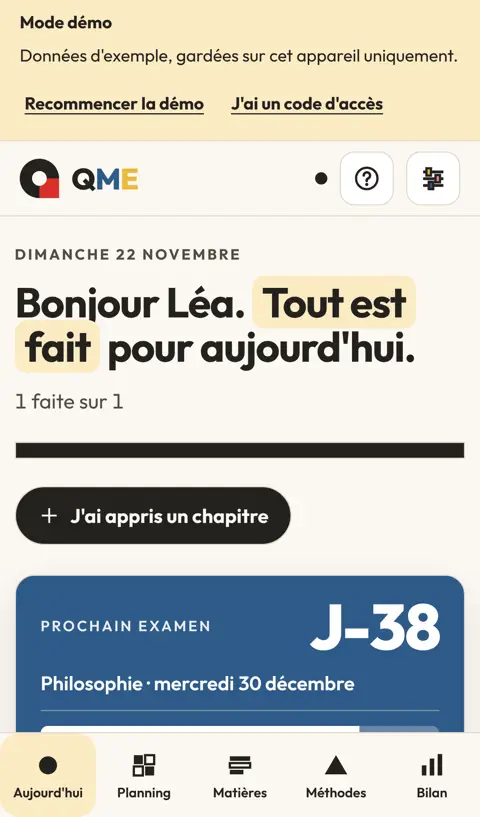 Mode démo
Données d'exemple, gardées sur cet appareil uniquement.
Recommencer la démo J'ai un code d'accès
QME
DIMANCHE 22 NOVEMBRE
Bonjour Léa. Tout est
fait pour aujourd'hui.
1 faite sur 1
+ J'ai appris un chapitre
PROCHAIN EXAMEN J-38
Philosophie · mercredi 30 décembre
Aujourd'hui Planning Matières Méthodes Bilan